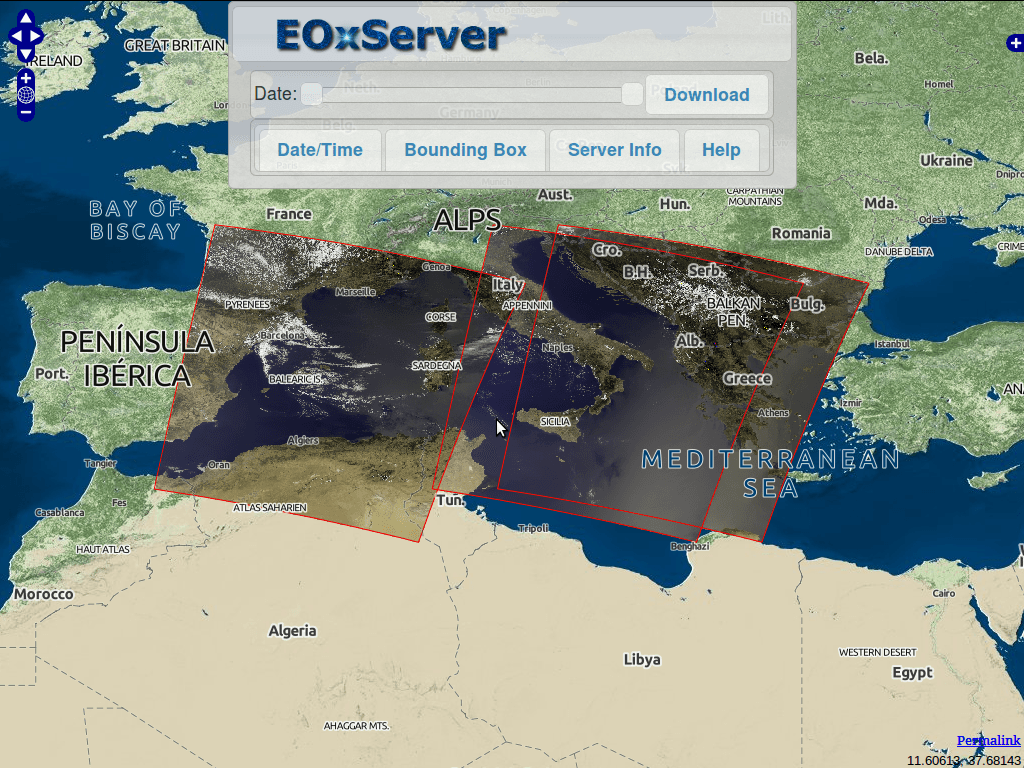 EOxServer
Date:
Download
Date/Time
Bounding Box
Server Info
Help
GREAT BRITAIN
IRELAND
Neth.
Berlin
Belg.
Germany
Lith.
Bela.
Homel
Ukraine
CARPATHIAN
MOUNTAINS
Aust.
Hun.
Mda.
Odesa
Romania
DANUBE DELTA
BAY OF
BISCAY
France
ALPS
Genoa
Italy
Cro.
B.H.
Serb.
BALKAN
PEN.
Bulg.
PYRENEES
Marseille
CORSE
APPENNINI
PENÍNSULA
IBÉRICA
Port.
Barcelona
SARDEGNA
BALEARIC IS.
Naples
Alb.
Greece
Istanbul
Izmir
Athens
SICILIA
Algiers
Oran
Tangier
Fes
Casablanca
ATLAS SAHARIEN
HAUT ATLAS
MEDITERRANEAN
SEA
Tun.
Tripoli
Benghazi
Morocco
Algeria
Libya
Cairo
WESTERN DESERT
Egypt
AHAGGAR MTS.
Permalink
11.60613, 37.68143